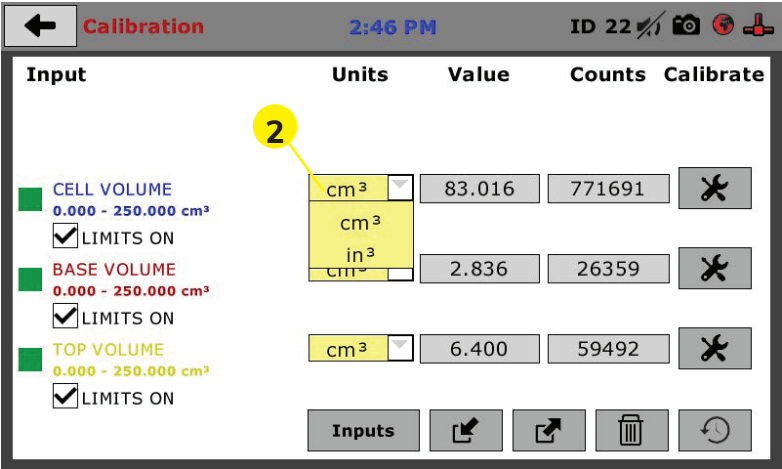 Calibration 2:46 PM ID 22
Input Units Value Counts Calibrate
2
CELL VOLUME cm³ 83.016 771691
0.000 - 250.000 cm³
cm³
LIMITS ON
in³
BASE VOLUME cm³ 2.836 26359
0.000 - 250.000 cm³
LIMITS ON
TOP VOLUME cm³ 6.400 59492
0.000 - 250.000 cm³
LIMITS ON
Inputs